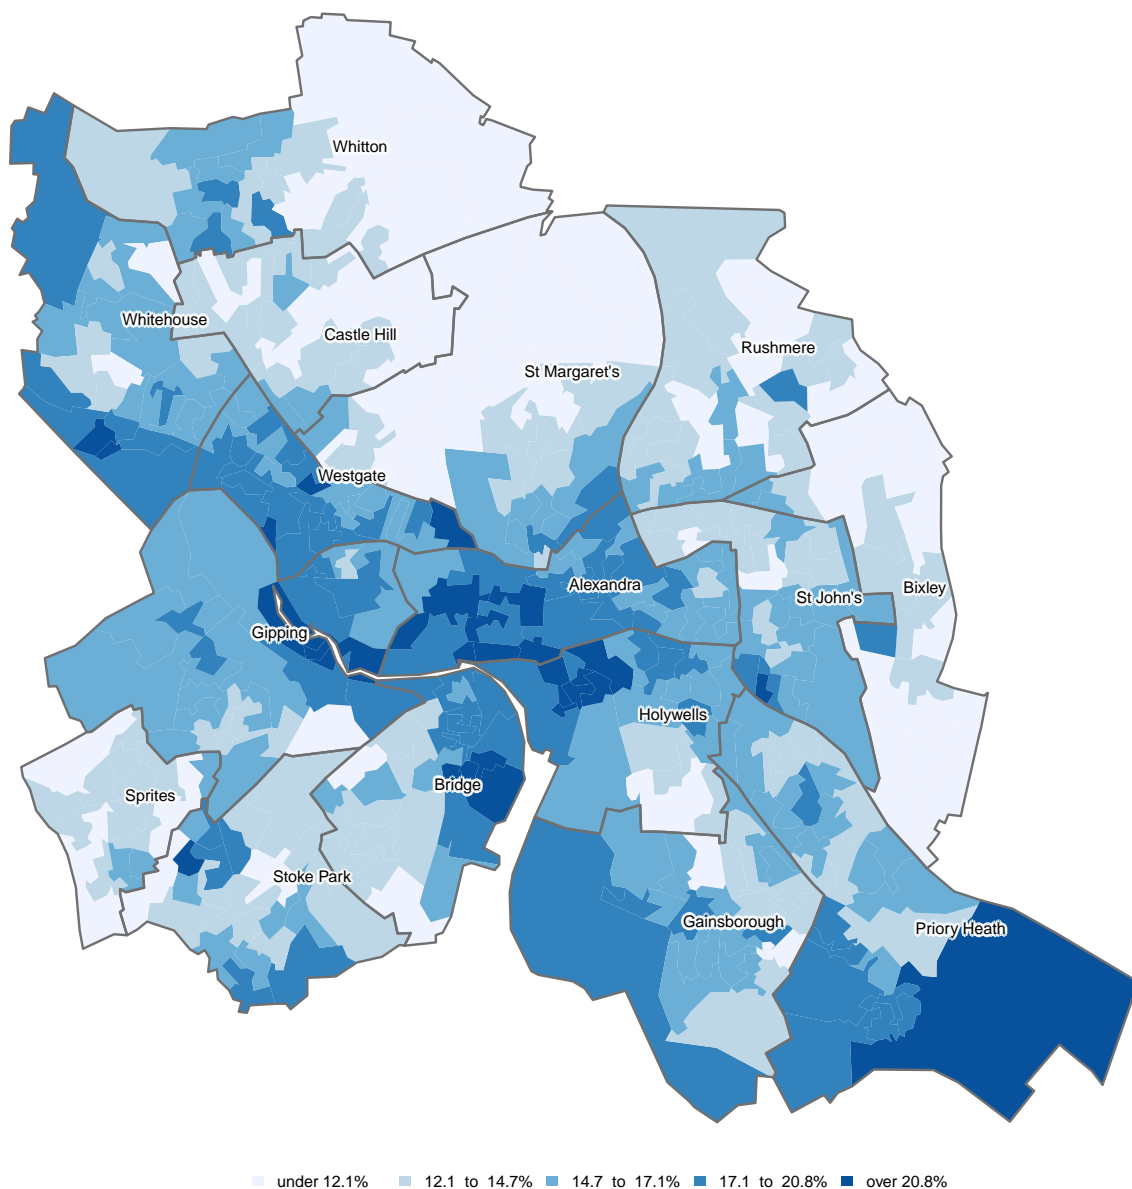 Whitton
Whitehouse
Castle Hill
Rushmere
St Margaret's
Westgate
Alexandra
Bixley
St John's
Gipping
Holywells
Bridge
Sprites
Stoke Park
Gainsborough
Priory Heath
under 12.1% 12.1 to 14.7% 14.7 to 17.1% 17.1 to 20.8% over 20.8%